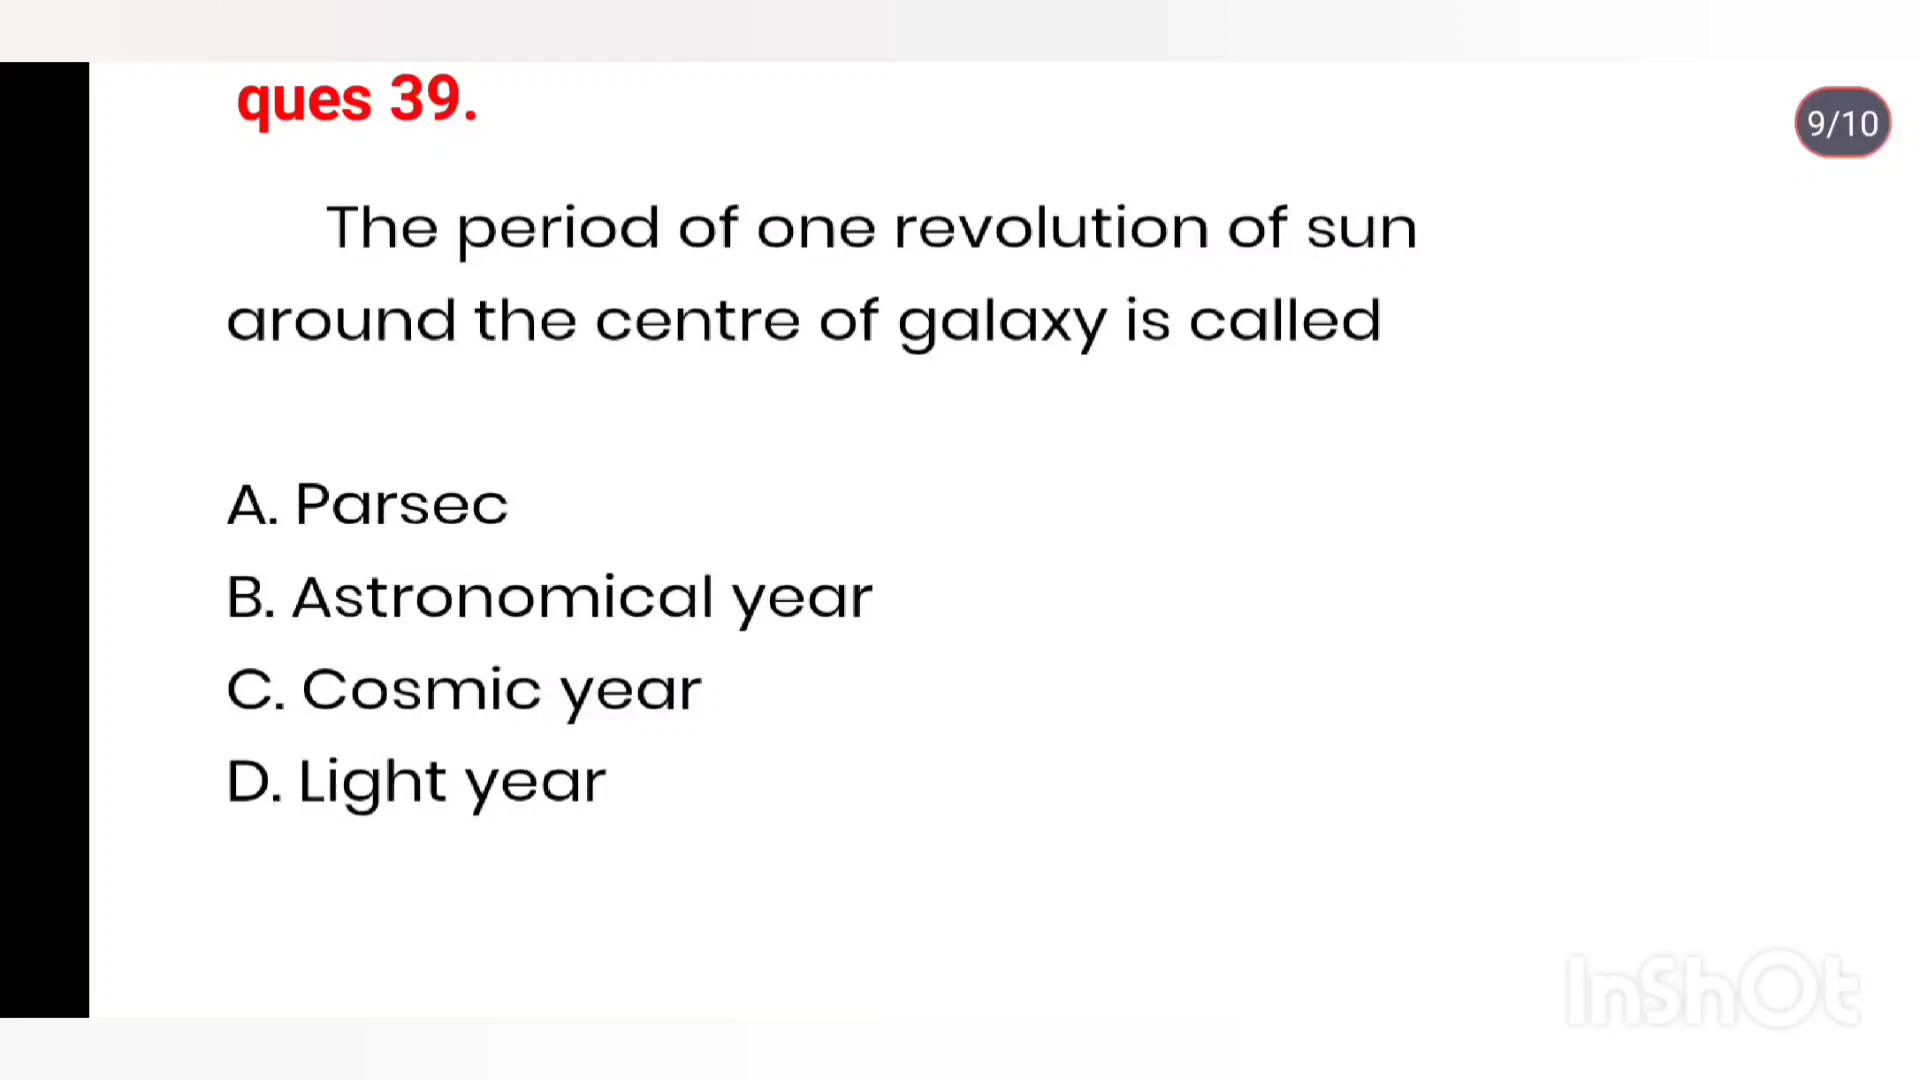 ques 39.
9/10
The period of one revolution of sun
around the centre of galaxy is called
A. Parsec
B. Astronomical year
C. Cosmic year
D. Light year
InShOt